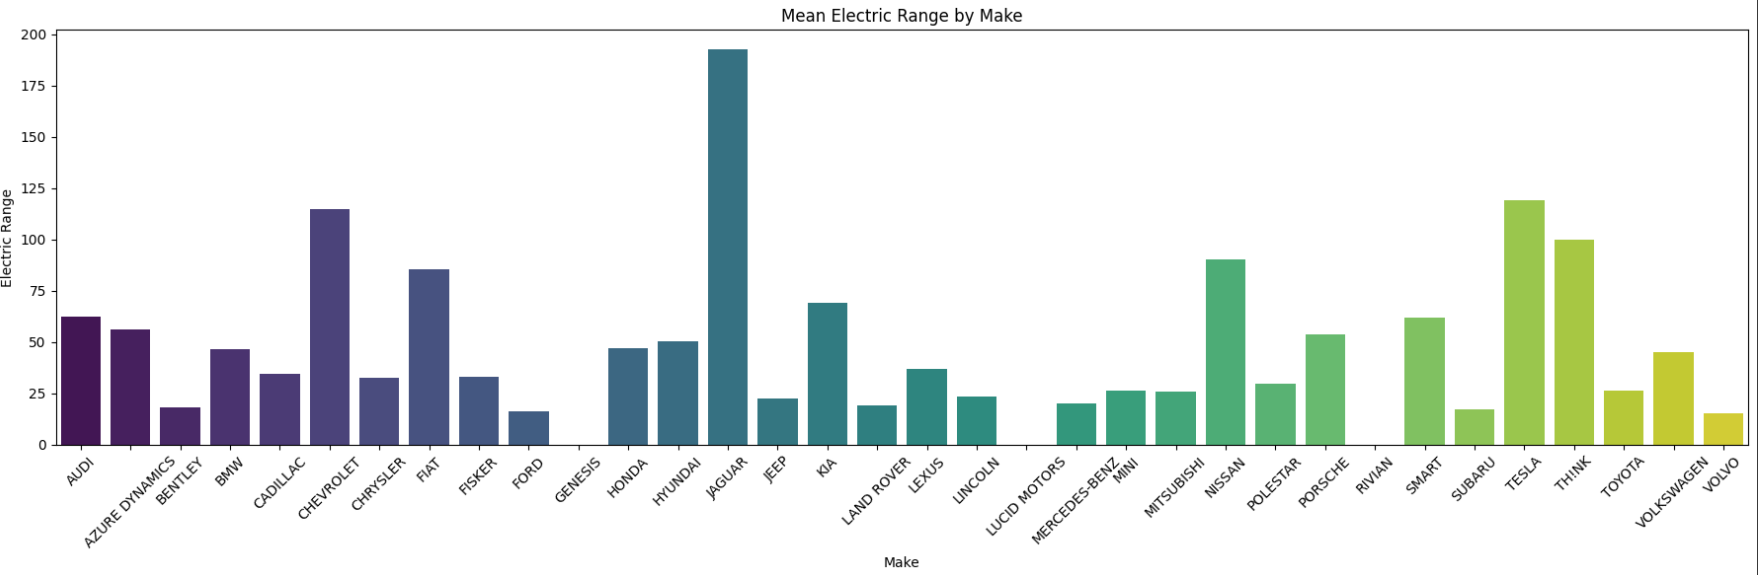 Mean Electric Range by Make
200
175
150
125
100
75
50
25
0
Electric Range
AUDI
AZURE DYNAMICS
BENTLEY
BMW
CADILLAC
CHEVROLET
CHRYSLER
FIAT
FISKER
FORD
GENESIS
HONDA
HYUNDAI
JAGUAR
JEEP
KIA
LAND ROVER
LEXUS
LINCOLN
LUCID MOTORS
MERCEDES-BENZ
MINI
MITSUBISHI
NISSAN
POLESTAR
PORSCHE
RIVIAN
SMART
SUBARU
TESLA
THINK
TOYOTA
VOLKSWAGEN
VOLVO
Make